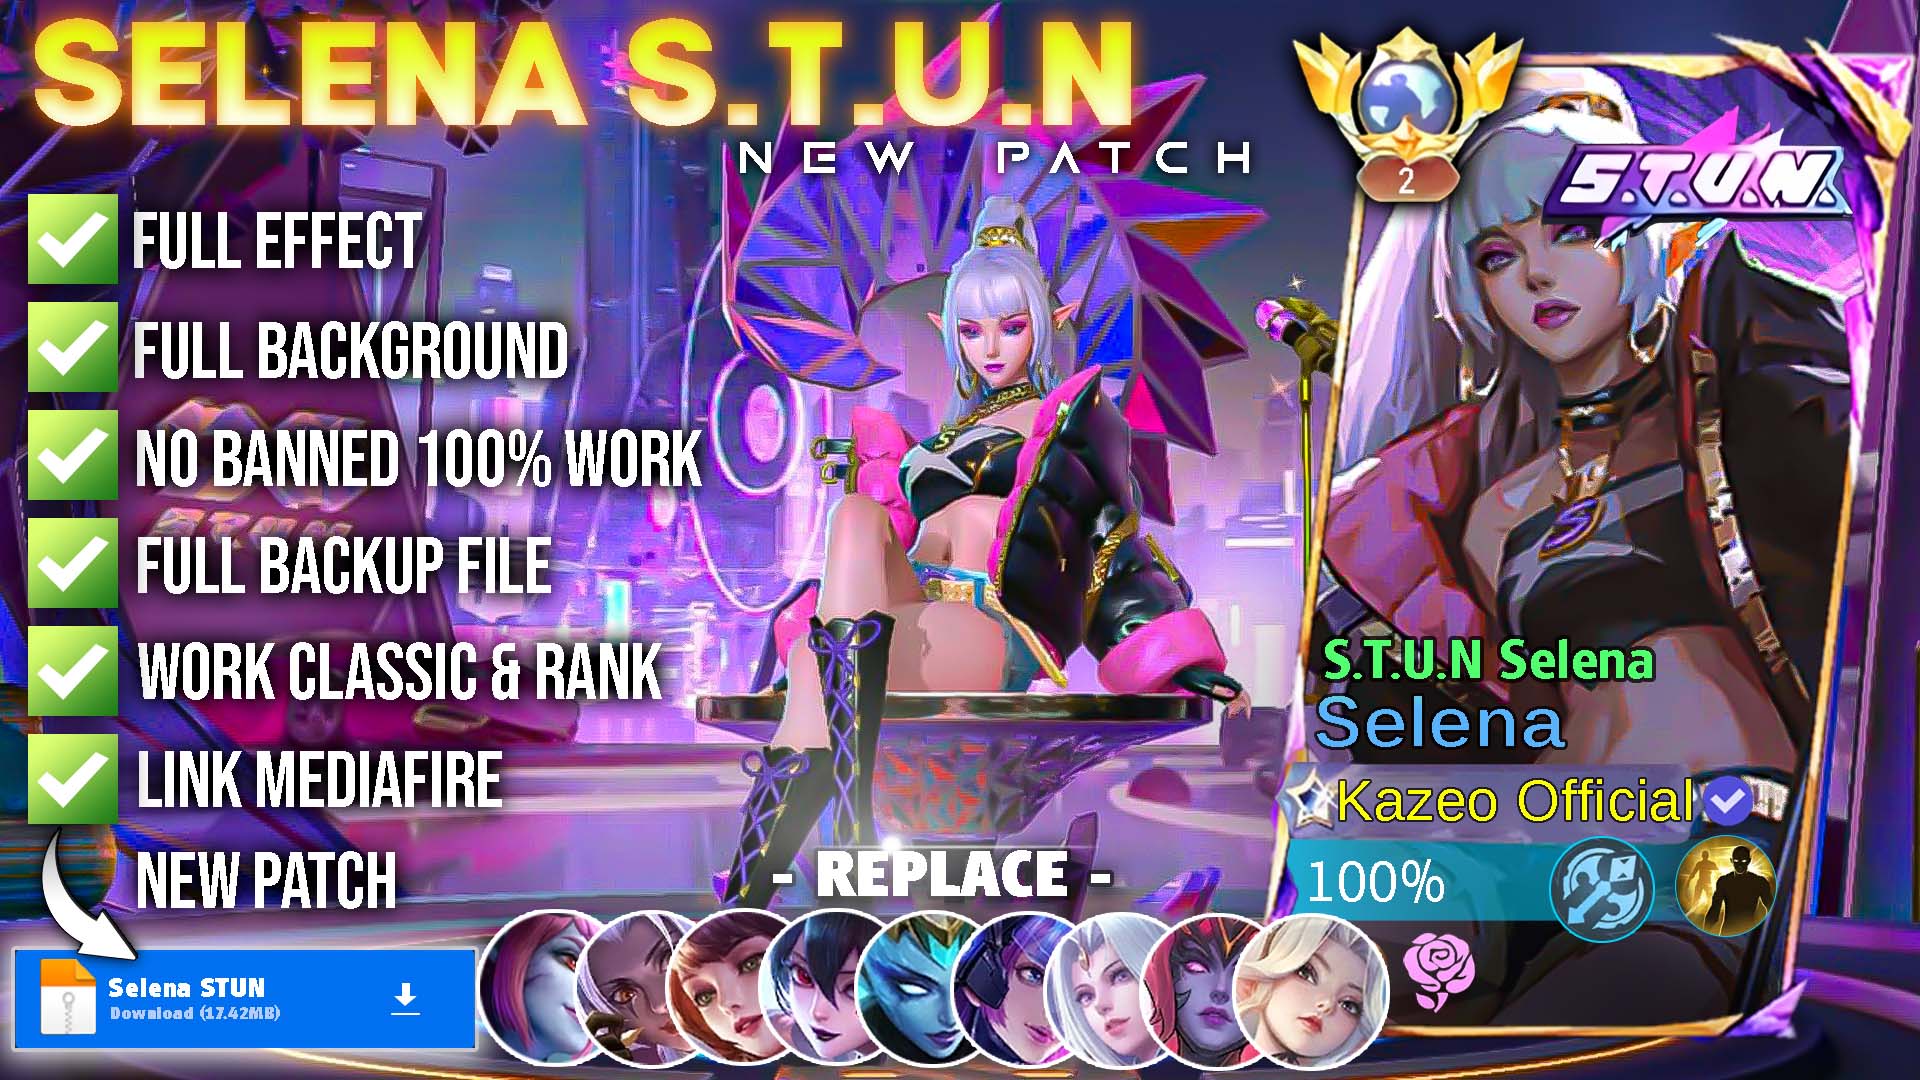 SELENA S.T.U.N
NEW PATCH
FULL EFFECT
FULL BACKGROUND
NO BANNED 100% WORK
FULL BACKUP FILE
WORK CLASSIC & RANK
LINK MEDIAFIRE
NEW PATCH
Selena STUN
Download (17.42MB)
- REPLACE -
2
S.T.U.N.
S.T.U.N Selena
Selena
Kazeo Official
100%